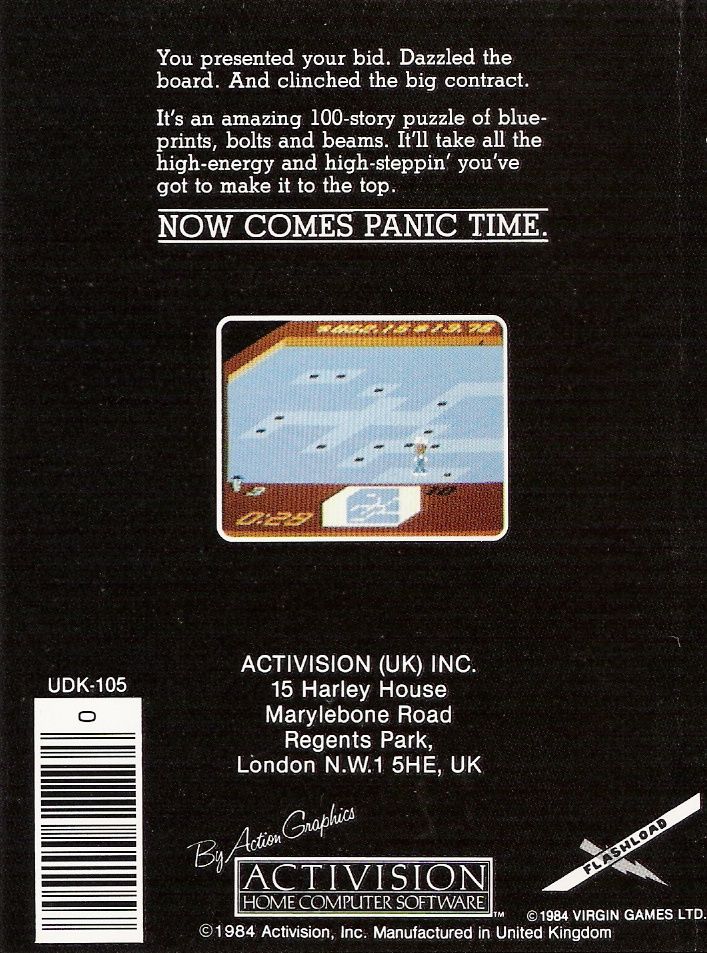 You presented your bid. Dazzled the
board. And clinched the big contract.
It's an amazing 100-story puzzle of blue-
prints, bolts and beams. It'll take all the
high-energy and high-steppin' you've
got to make it to the top.
NOW COMES PANIC TIME.
0:28
ACTIVISION (UK) INC.
15 Harley House
Marylebone Road
Regents Park,
London N.W.1 5HE, UK
UDK-105
0
By Action Graphics
ACTIVISION
HOME COMPUTER SOFTWARE™
FLASHLOAD
©1984 VIRGIN GAMES LTD.
©1984 Activision, Inc. Manufactured in United Kingdom